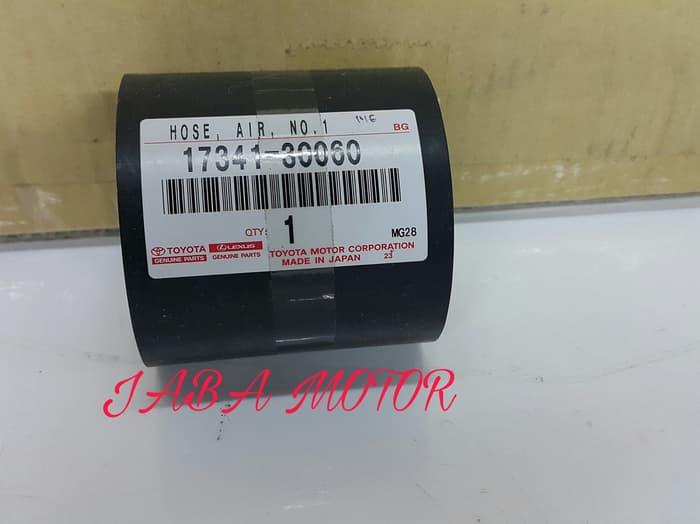 HOSE, AIR, NO.1
BG
17341-30060
QTY: 1
MG28
TOYOTA
GENUINE PARTS
LEXUS
GENUINE PARTS
TOYOTA MOTOR CORPORATION
MADE IN JAPAN 23
JABA MOTOR